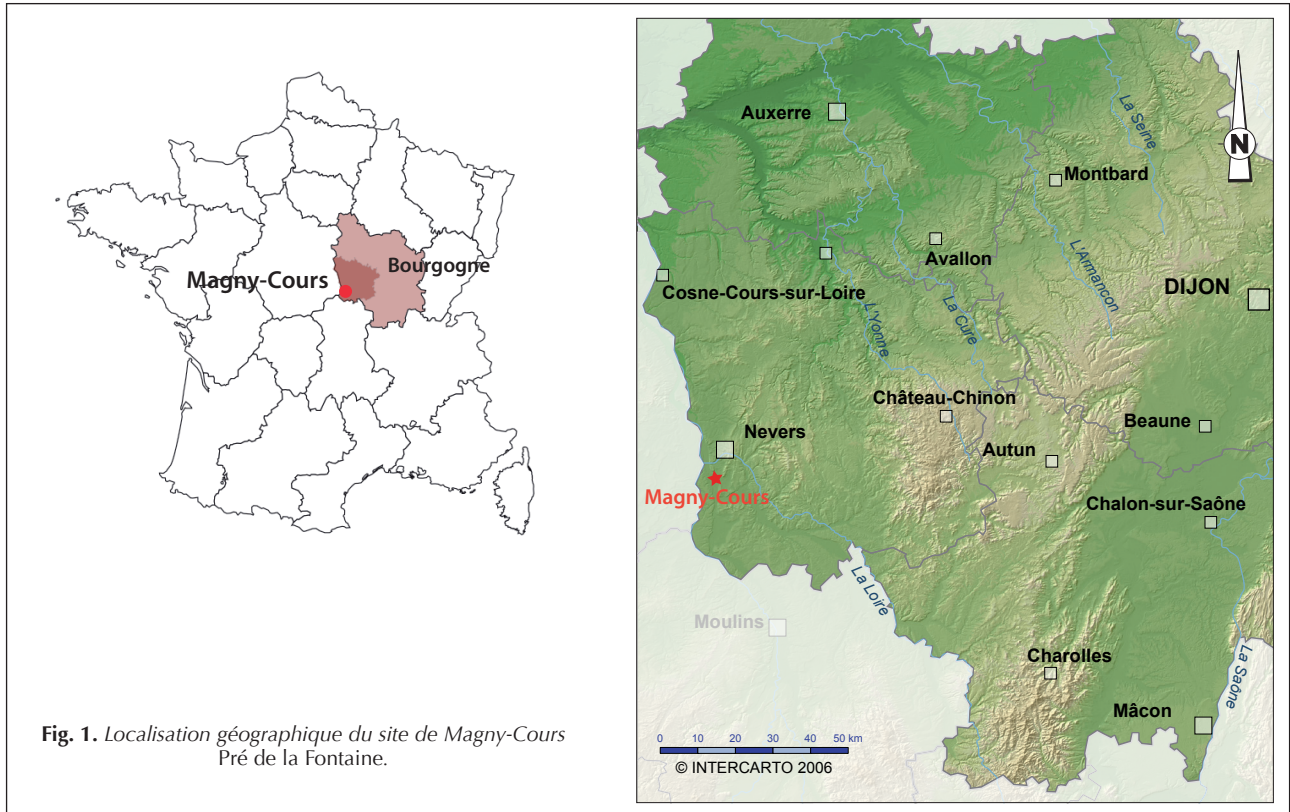 Magny-Cours
Bourgogne
Fig. 1. Localisation géographique du site de Magny-Cours
Pré de la Fontaine.
Auxerre
La Seine
N
Montbard
Avallon
L'Armancon
Cosne-Cours-sur-Loire
DIJON
L'Yonne
La Cure
Château-Chinon
Beaune
Nevers
Autun
Magny-Cours
Chalon-sur-Saône
La Loire
Moulins
Charolles
La Saône
Mâcon
0 10 20 30 40 50 km
© INTERCARTO 2006